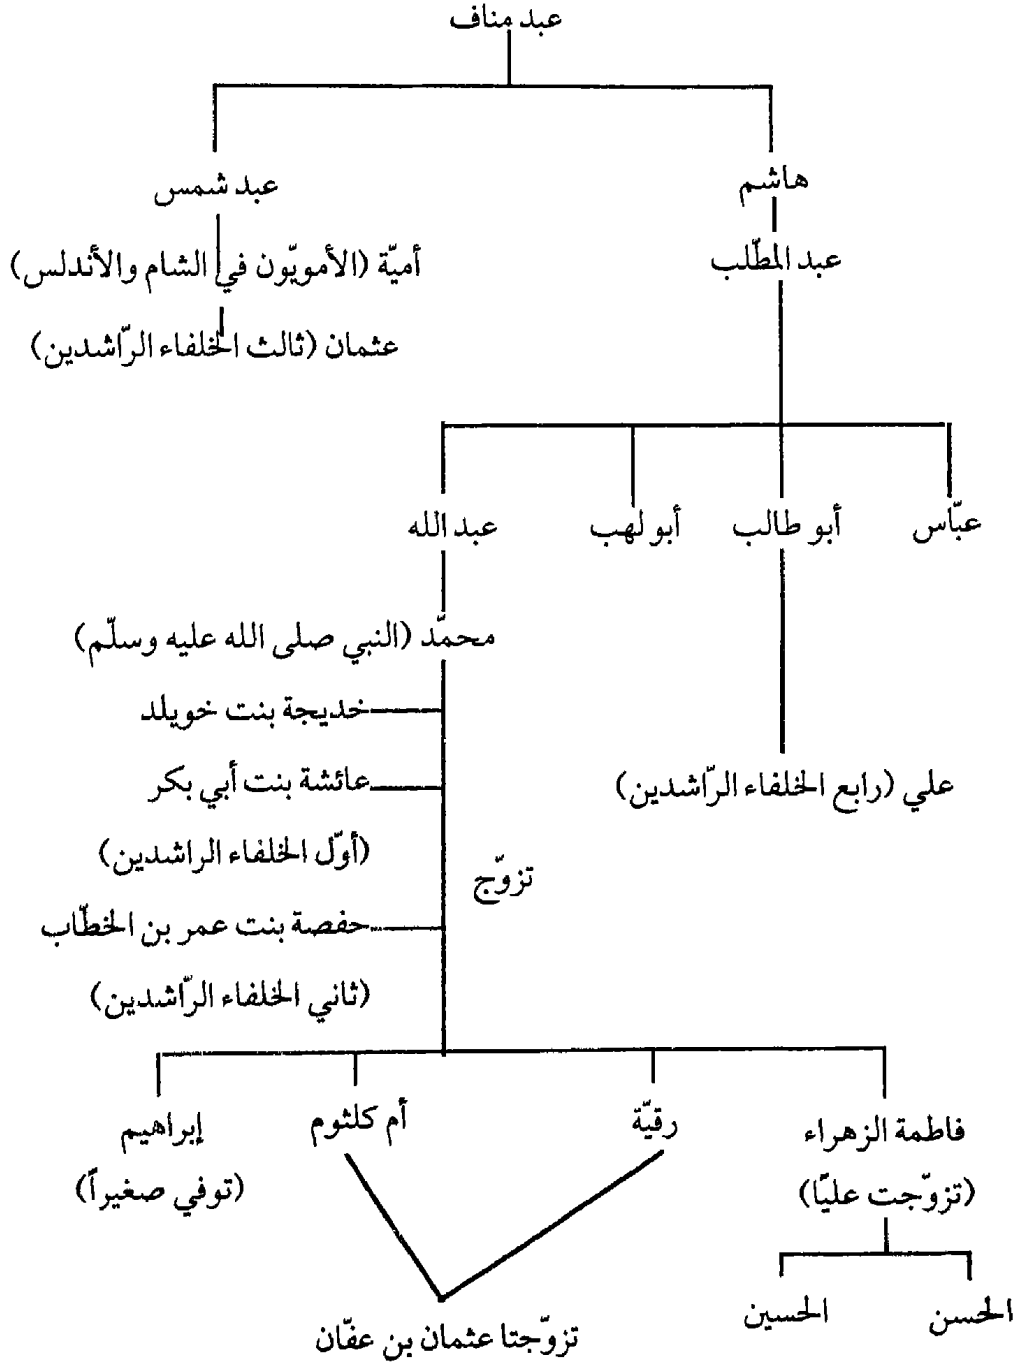 عبد مناف
هاشم
عبد شمس
عبد المطّلب
أميّة (الأمويّون في الشام والأندلس)
عثمان (ثالث الخلفاء الرّاشدين)
عبّاس
أبو طالب
أبو لهب
عبد الله
محمّد (النبي صلى الله عليه وسلّم)
خديجة بنت خويلد
علي (رابع الخلفاء الرّاشدين)
عائشة بنت أبي بكر
(أوّل الخلفاء الراشدين)
تزوّج
حفصة بنت عمر بن الخطّاب
(ثاني الخلفاء الرّاشدين)
فاطمة الزهراء
رقيّة
أم كلثوم
إبراهيم
(تزوّجت عليّا)
(توفي صغيراً)
الحسن
الحسين
تزوّجتا عثمان بن عفّان